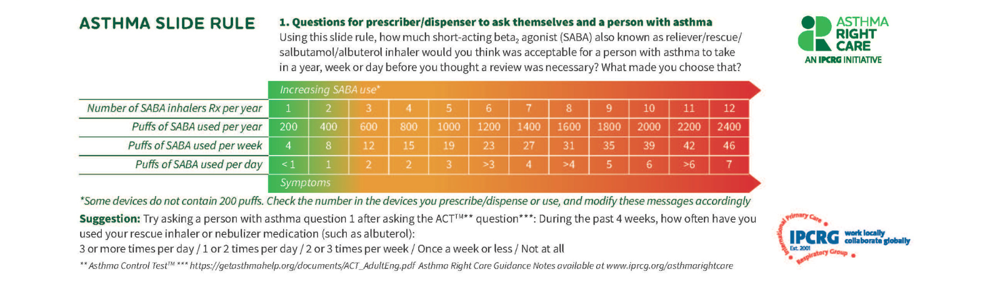 ASTHMA SLIDE RULE
1. Questions for prescriber/dispenser to ask themselves and a person with asthma
Using this slide rule, how much short-acting beta₂ agonist (SABA) also known as reliever/rescue/
salbutamol/albuterol inhaler would you think was acceptable for a person with asthma to take
in a year, week or day before you thought a review was necessary? What made you choose that?
ASTHMA
RIGHT
CARE
AN IPCRG INITIATIVE
Increasing SABA use*
Number of SABA inhalers Rx per year 1 2 3 4 5 6 7 8 9 10 11 12
Puffs of SABA used per year 200 400 600 800 1000 1200 1400 1600 1800 2000 2200 2400
Puffs of SABA used per week 4 8 12 15 19 23 27 31 35 39 42 46
Puffs of SABA used per day <1 1 2 2 3 >3 4 >4 5 6 >6 7
Symptoms
*Some devices do not contain 200 puffs. Check the number in the devices you prescribe/dispense or use, and modify these messages accordingly
Suggestion: Try asking a person with asthma question 1 after asking the ACT™** question***: During the past 4 weeks, how often have you
used your rescue inhaler or nebulizer medication (such as albuterol):
3 or more times per day / 1 or 2 times per day / 2 or 3 times per week / Once a week or less / Not at all
** Asthma Control Test™ *** https://getasthmahelp.org/documents/ACT_AdultEng.pdf Asthma Right Care Guidance Notes available at www.iprcg.org/asthmarightcare
International Primary Care
IPCRG
Est. 2001
Respiratory Group
work locally
collaborate globally